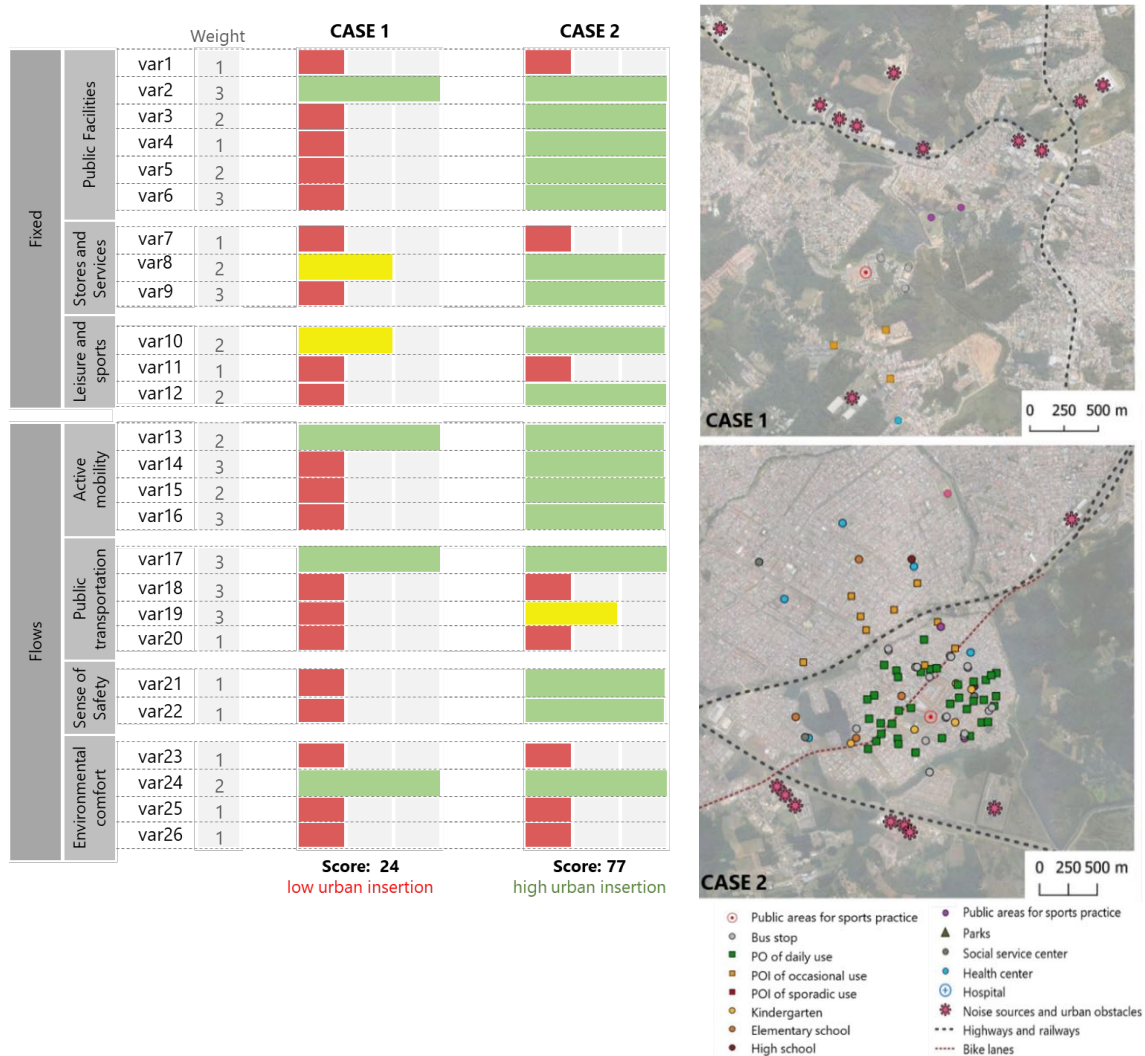 Weight CASE 1 CASE 2
Fixed
Public Facilities
var1 1
var2 3
var3 2
var4 1
var5 2
var6 3
Stores and
Services
var7 1
var8 2
var9 3
Leisure and
sports
var10 2
var11 1
var12 2
Flows
Active
mobility
var13 2
var14 3
var15 2
var16 3
Public
transportation
var17 3
var18 3
var19 3
var20 1
Sense of
Safety
var21 1
var22 1
Environmental
comfort
var23 1
var24 2
var25 1
var26 1
Score: 24
low urban insertion
Score: 77
high urban insertion
CASE 1
0 250 500 m
CASE 2
0 250 500 m
Public areas for sports practice
Bus stop
PO of daily use
POI of occasional use
POI of sporadic use
Kindergarten
Elementary school
High school
Public areas for sports practice
Parks
Social service center
Health center
Hospital
Noise sources and urban obstacles
Highways and railways
Bike lanes